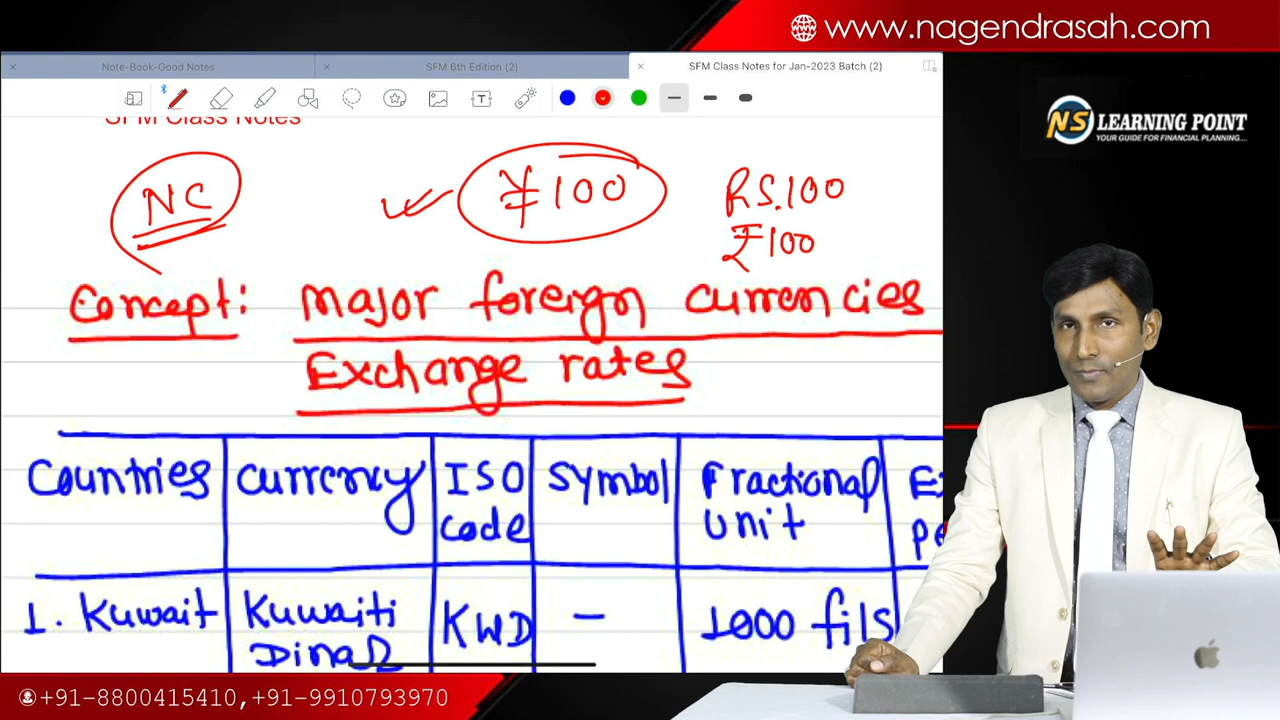 www.nagendrasah.com
Note-Book-Good Notes
SFM 6th Edition (2)
SFM Class Notes for Jan-2023 Batch (2)
SFM Class Notes
NS LEARNING POINT
YOUR GUIDE FOR FINANCIAL PLANNING...
NC
¥100
RS.100
₹100
Concept: Major foreign currencies
Exchange rates
Countries Currency ISO code Symbol Fractional unit
1. Kuwait Kuwaiti Dinar KWD - 1000 fils
+91-8800415410,+91-9910793970